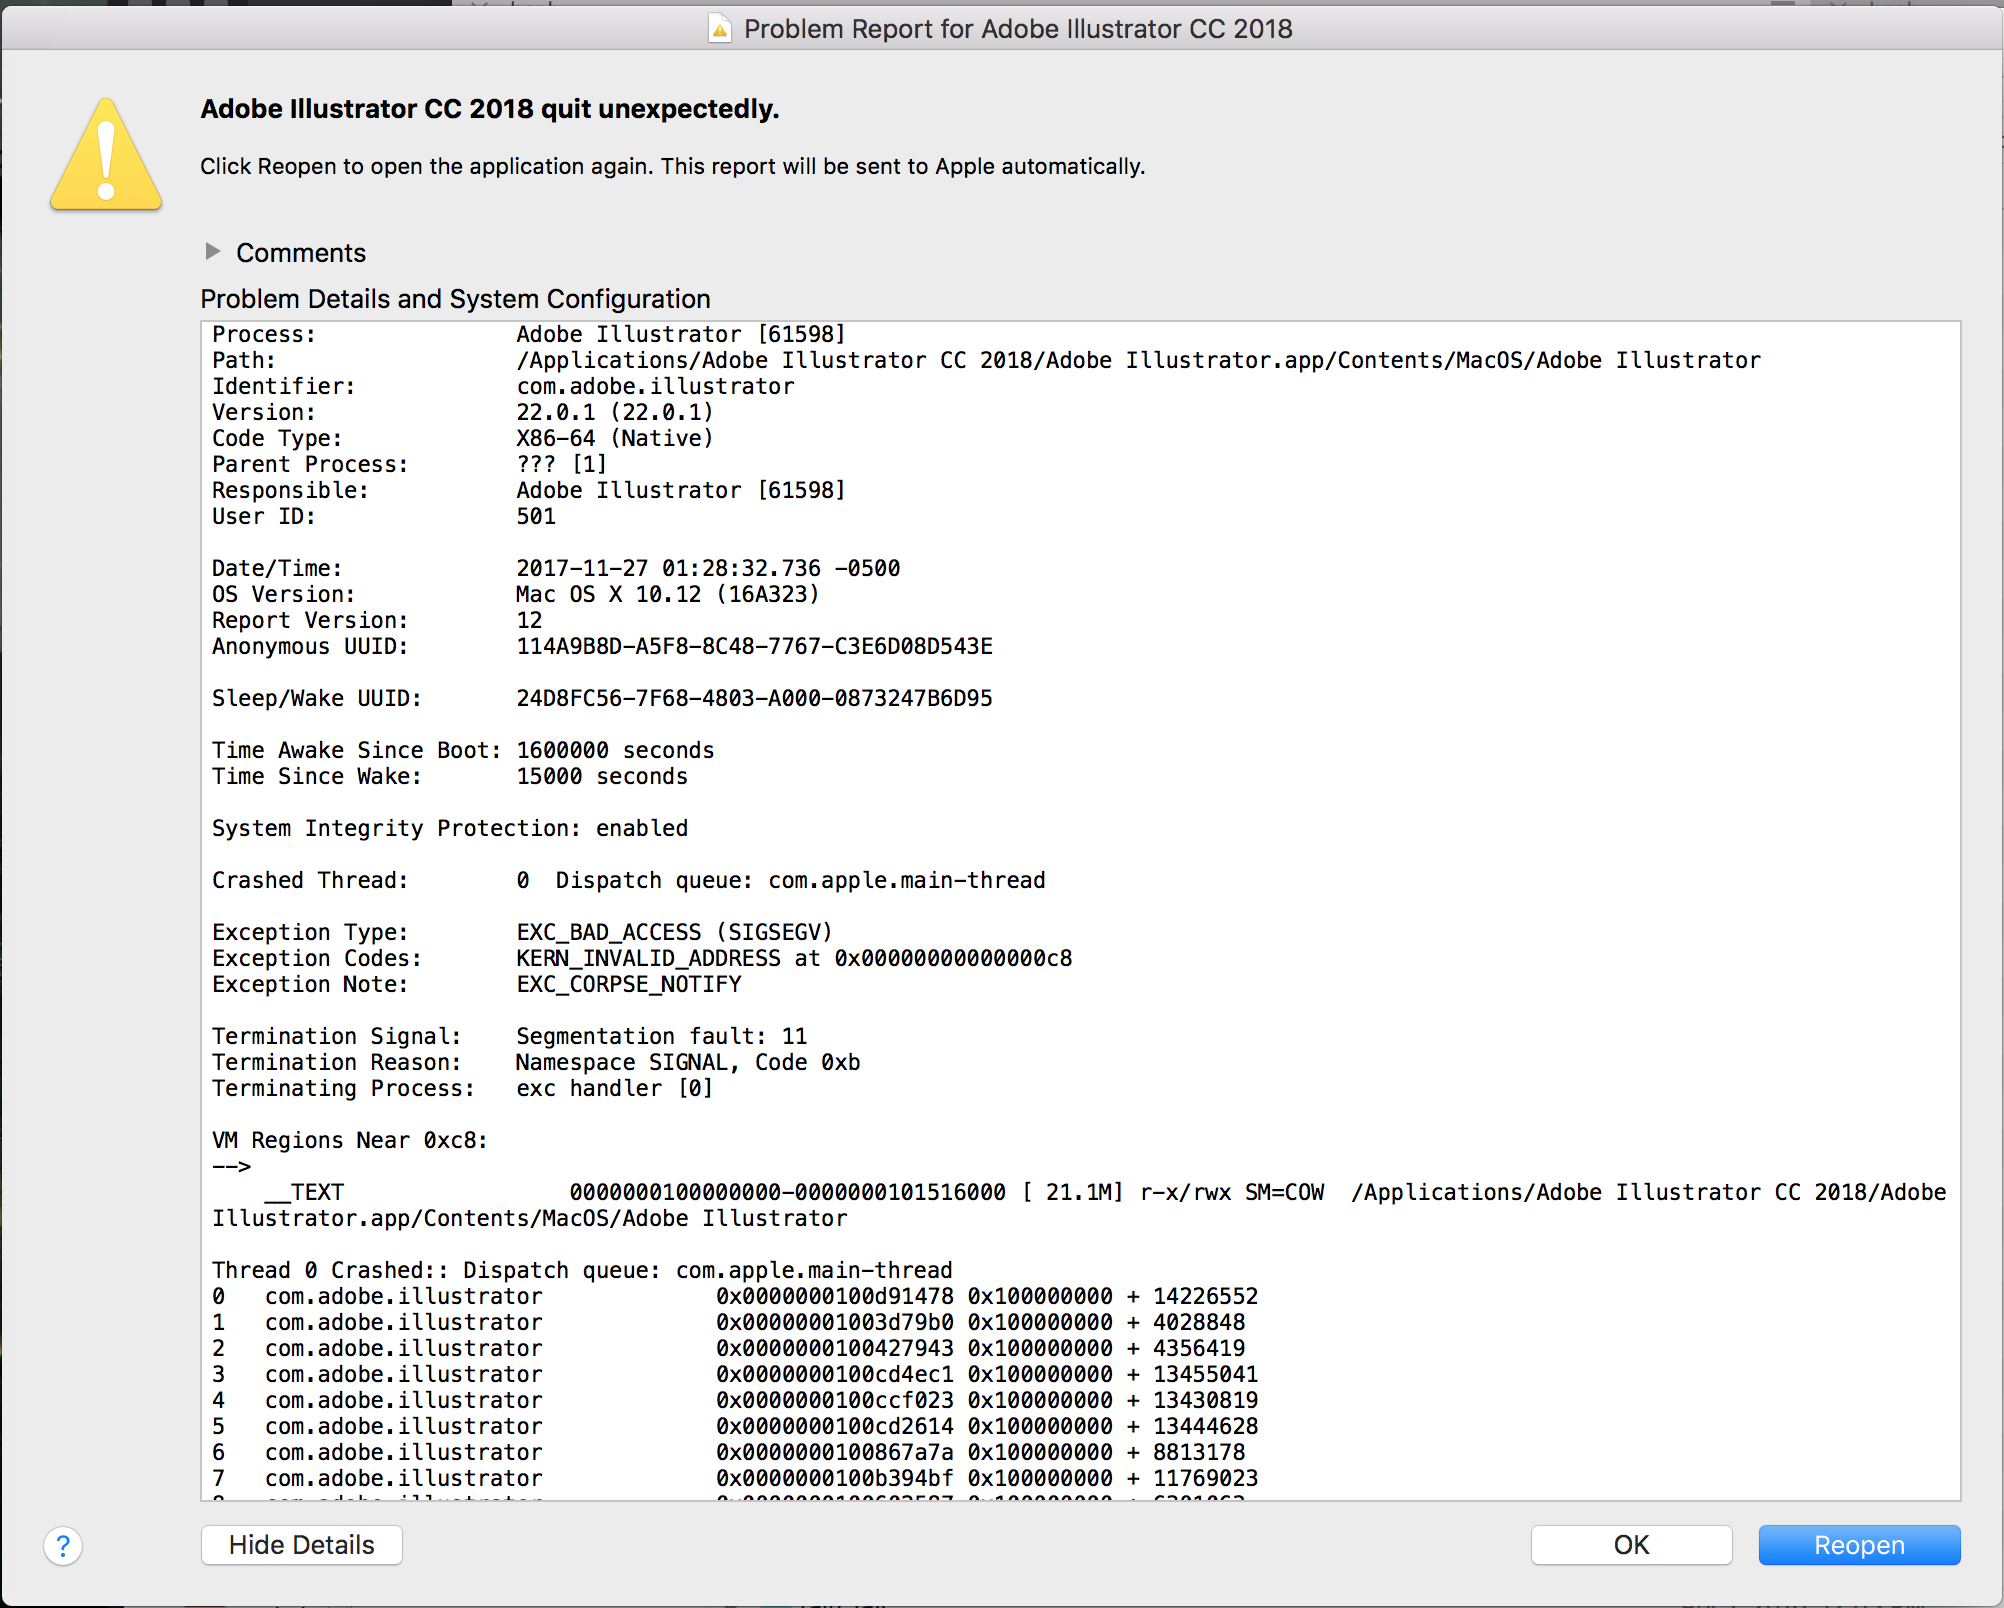 Problem Report for Adobe Illustrator CC 2018
Adobe Illustrator CC 2018 quit unexpectedly.
Click Reopen to open the application again. This report will be sent to Apple automatically.
Comments
Problem Details and System Configuration
Process: Adobe Illustrator [61598]
Path: /Applications/Adobe Illustrator CC 2018/Adobe Illustrator.app/Contents/MacOS/Adobe Illustrator
Identifier: com.adobe.illustrator
Version: 22.0.1 (22.0.1)
Code Type: X86-64 (Native)
Parent Process: ??? [1]
Responsible: Adobe Illustrator [61598]
User ID: 501
Date/Time: 2017-11-27 01:28:32.736 -0500
OS Version: Mac OS X 10.12 (16A323)
Report Version: 12
Anonymous UUID: 114A9B8D-A5F8-8C48-7767-C3E6D08D543E
Sleep/Wake UUID: 24D8FC56-7F68-4803-A000-0873247B6D95
Time Awake Since Boot: 1600000 seconds
Time Since Wake: 15000 seconds
System Integrity Protection: enabled
Crashed Thread: 0 Dispatch queue: com.apple.main-thread
Exception Type: EXC_BAD_ACCESS (SIGSEGV)
Exception Codes: KERN_INVALID_ADDRESS at 0x00000000000000c8
Exception Note: EXC_CORPSE_NOTIFY
Termination Signal: Segmentation fault: 11
Termination Reason: Namespace SIGNAL, Code 0xb
Terminating Process: exc handler [0]
VM Regions Near 0xc8:
-->
__TEXT 0000000100000000-0000000101516000 [ 21.1M] r-x/rwx SM=COW /Applications/Adobe Illustrator CC 2018/Adobe
Illustrator.app/Contents/MacOS/Adobe Illustrator
Thread 0 Crashed:: Dispatch queue: com.apple.main-thread
0 com.adobe.illustrator 0x0000000100d91478 0x100000000 + 14226552
1 com.adobe.illustrator 0x00000001003d79b0 0x100000000 + 4028848
2 com.adobe.illustrator 0x0000000100427943 0x100000000 + 4356419
3 com.adobe.illustrator 0x0000000100cd4ec1 0x100000000 + 13455041
4 com.adobe.illustrator 0x0000000100ccf023 0x100000000 + 13430819
5 com.adobe.illustrator 0x0000000100cd2614 0x100000000 + 13444628
6 com.adobe.illustrator 0x0000000100867a7a 0x100000000 + 8813178
7 com.adobe.illustrator 0x0000000100b394bf 0x100000000 + 11769023
? Hide Details OK Reopen